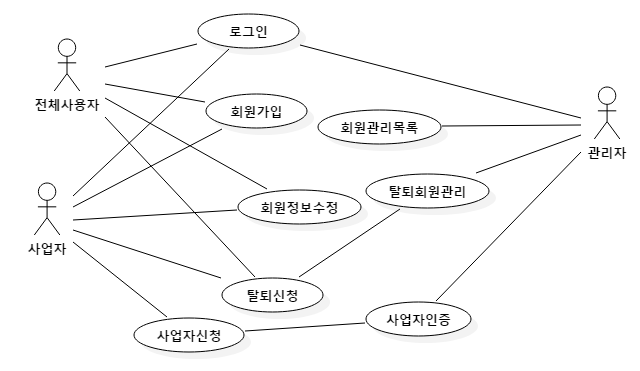 로그인
전체사용자
회원가입
회원관리목록
관리자
탈퇴회원관리
회원정보수정
사업자
탈퇴신청
사업자인증
사업자신청